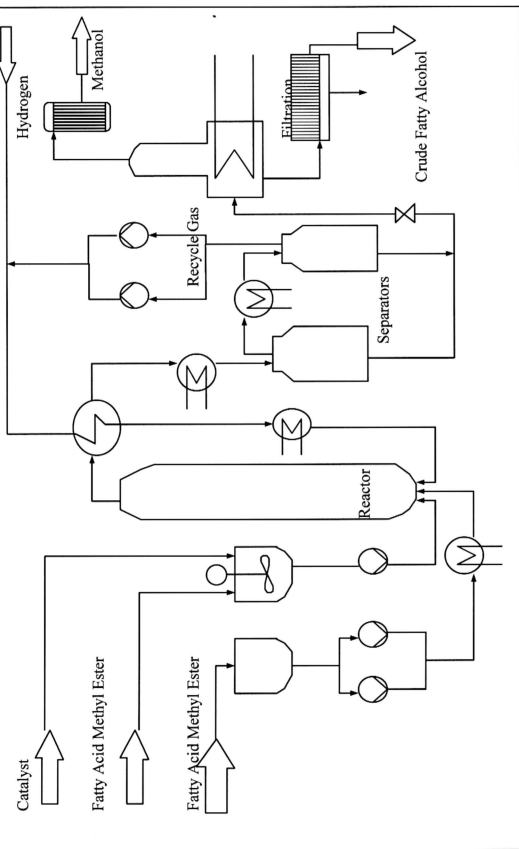 Catalyst
Fatty Acid Methyl Ester
Fatty Acid Methyl Ester
Reactor
Separators
Recycle Gas
Hydrogen
Methanol
Filtration
Crude Fatty Alcohol